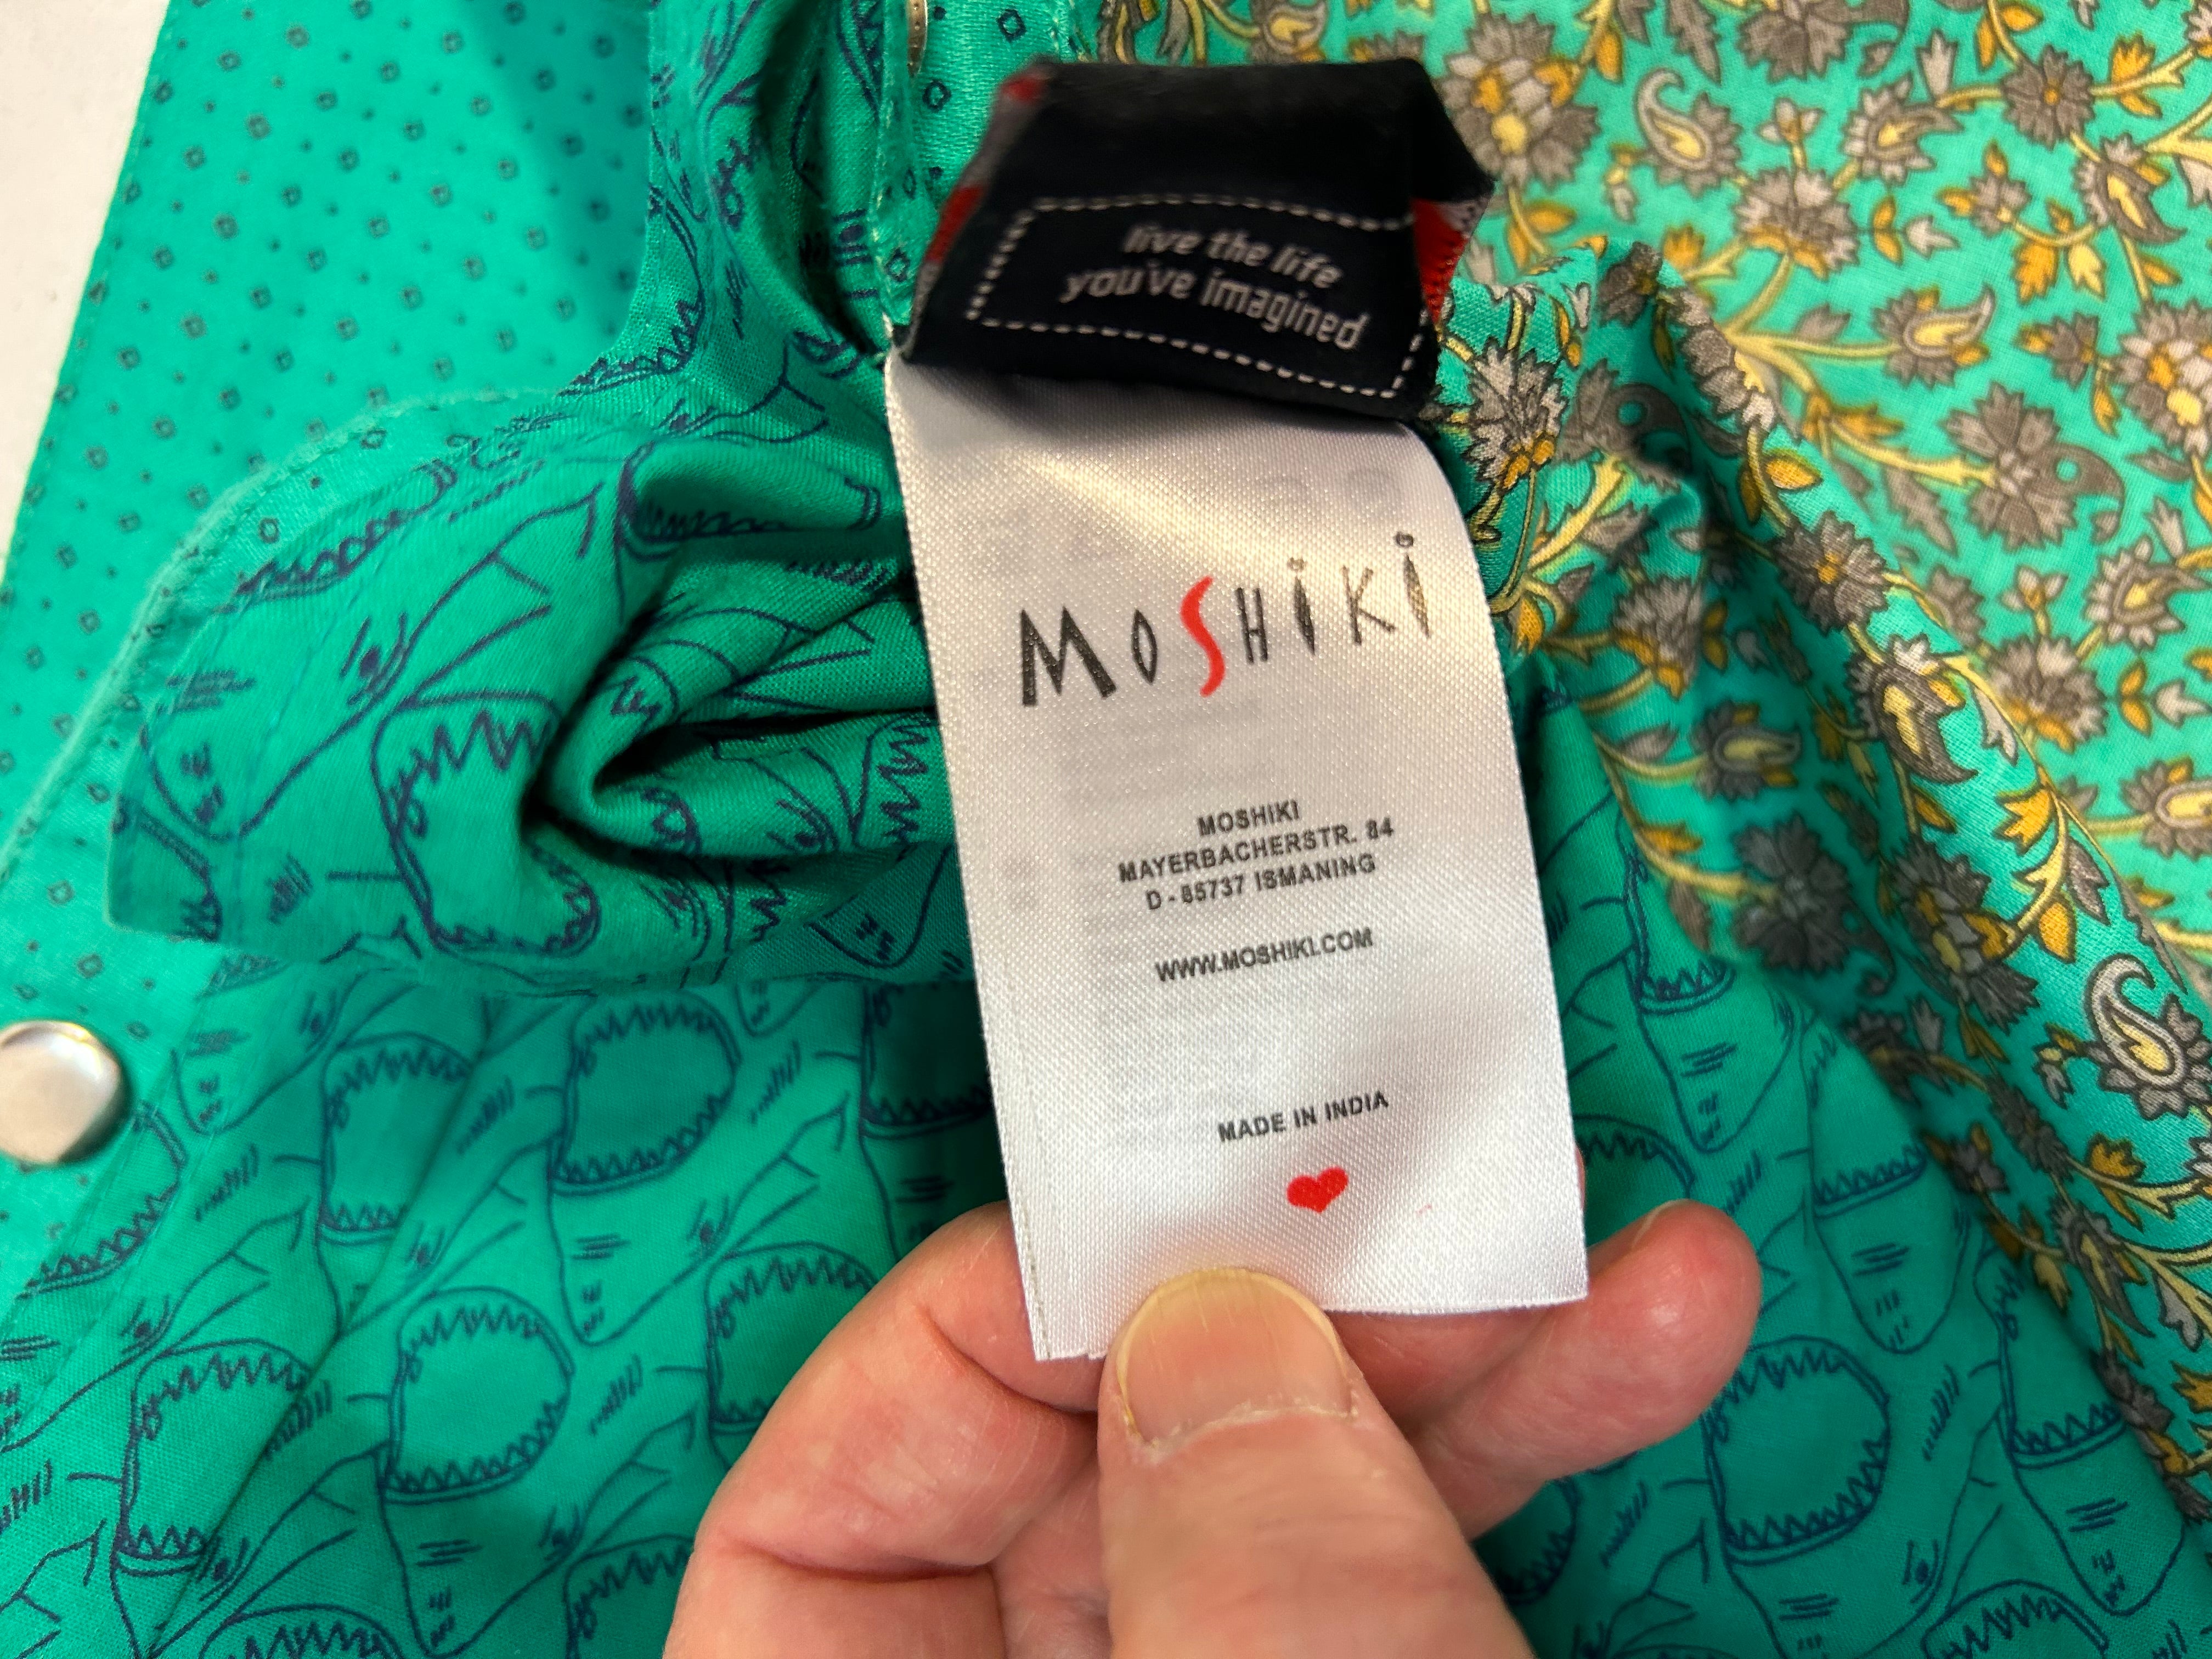 live the life
you've imagined
MOSHiKi
MOSHIKI
MAYERBACHERSTR. 84
D - 85737 ISMANING
WWW.MOSHIKI.COM
MADE IN INDIA